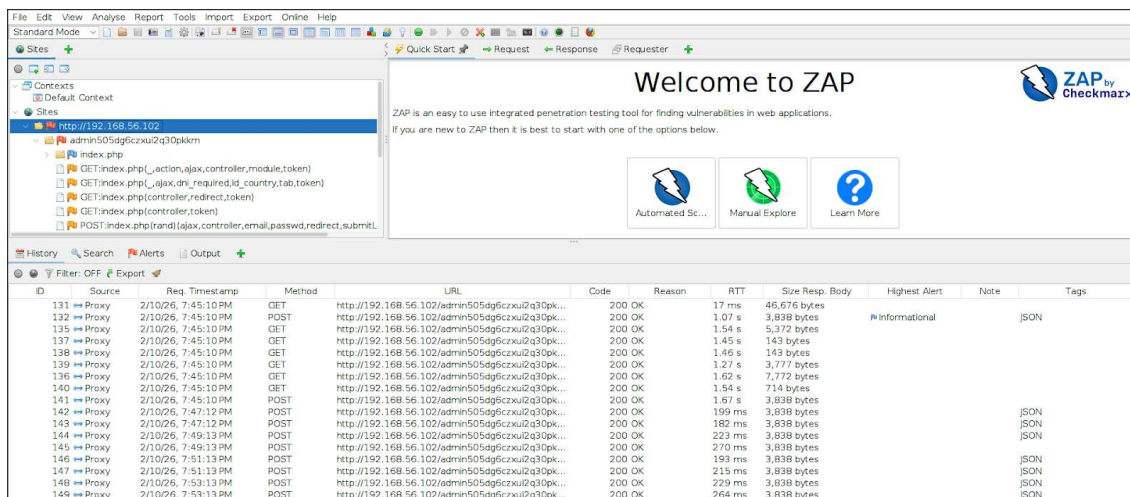 File Edit View Analyse Report Tools Import Export Online Help
Standard Mode
Sites
Quick Start Request Response Requester
Contexts
Default Context
Sites
http://192.168.56.102
admin505dg6czxui2q30pkkm
index.php
GET:index.php(_,action,ajax,controller,module,token)
GET:index.php(_,ajax,dni_required,id_country,tab,token)
GET:index.php(controller,redirect,token)
GET:index.php(controller,token)
POST:index.php(rand)(ajax,controller,email,passwd,redirect,submitL
Welcome to ZAP
ZAP by
Checkmarx
ZAP is an easy to use integrated penetration testing tool for finding vulnerabilities in web applications.
If you are new to ZAP then it is best to start with one of the options below.
Automated Sc... Manual Explore Learn More
History Search Alerts Output
Filter: OFF Export
ID Source Req. Timestamp Method URL Code Reason RTT Size Resp. Body Highest Alert Note Tags
131 Proxy 2/10/26, 7:45:10 PM GET http://192.168.56.102/admin505dg6czxui2q30pk... 200 OK 17 ms 46,676 bytes
132 Proxy 2/10/26, 7:45:10 PM POST http://192.168.56.102/admin505dg6czxui2q30pk... 200 OK 1.07 s 3,838 bytes Informational JSON
135 Proxy 2/10/26, 7:45:10 PM GET http://192.168.56.102/admin505dg6czxui2q30pk... 200 OK 1.54 s 5,372 bytes
137 Proxy 2/10/26, 7:45:10 PM GET http://192.168.56.102/admin505dg6czxui2q30pk... 200 OK 1.45 s 143 bytes
138 Proxy 2/10/26, 7:45:10 PM GET http://192.168.56.102/admin505dg6czxui2q30pk... 200 OK 1.46 s 143 bytes
139 Proxy 2/10/26, 7:45:10 PM GET http://192.168.56.102/admin505dg6czxui2q30pk... 200 OK 1.27 s 3,777 bytes
136 Proxy 2/10/26, 7:45:10 PM GET http://192.168.56.102/admin505dg6czxui2q30pk... 200 OK 1.62 s 7,772 bytes
140 Proxy 2/10/26, 7:45:10 PM GET http://192.168.56.102/admin505dg6czxui2q30pk... 200 OK 1.54 s 714 bytes
141 Proxy 2/10/26, 7:45:10 PM POST http://192.168.56.102/admin505dg6czxui2q30pk... 200 OK 1.67 s 3,838 bytes
142 Proxy 2/10/26, 7:47:12 PM POST http://192.168.56.102/admin505dg6czxui2q30pk... 200 OK 199 ms 3,838 bytes JSON
143 Proxy 2/10/26, 7:47:12 PM POST http://192.168.56.102/admin505dg6czxui2q30pk... 200 OK 182 ms 3,838 bytes JSON
144 Proxy 2/10/26, 7:49:13 PM POST http://192.168.56.102/admin505dg6czxui2q30pk... 200 OK 223 ms 3,838 bytes JSON
145 Proxy 2/10/26, 7:49:13 PM POST http://192.168.56.102/admin505dg6czxui2q30pk... 200 OK 270 ms 3,838 bytes
146 Proxy 2/10/26, 7:51:13 PM POST http://192.168.56.102/admin505dg6czxui2q30pk... 200 OK 193 ms 3,838 bytes JSON
147 Proxy 2/10/26, 7:51:13 PM POST http://192.168.56.102/admin505dg6czxui2q30pk... 200 OK 215 ms 3,838 bytes JSON
148 Proxy 2/10/26, 7:53:13 PM POST http://192.168.56.102/admin505dg6czxui2q30pk... 200 OK 229 ms 3,838 bytes JSON
149 Proxy 2/10/26, 7:53:13 PM POST http://192.168.56.102/admin505dg6czxui2q30pk... 200 OK 264 ms 3,838 bytes JSON